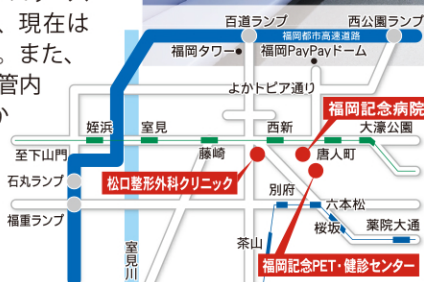 、現在は
。また、
管内
か
百道ランプ
西公園ランプ
福岡都市高速道路
福岡タワー
福岡PayPayドーム
よかトピア通り
福岡記念病院
姪浜
室見
藤崎
西新
唐人町
大濠公園
至下山門
石丸ランプ
松口整形外科クリニック
別府
六本松
福重ランプ
桜坂
薬院大通
茶山
室見川
福岡記念PET・健診センター